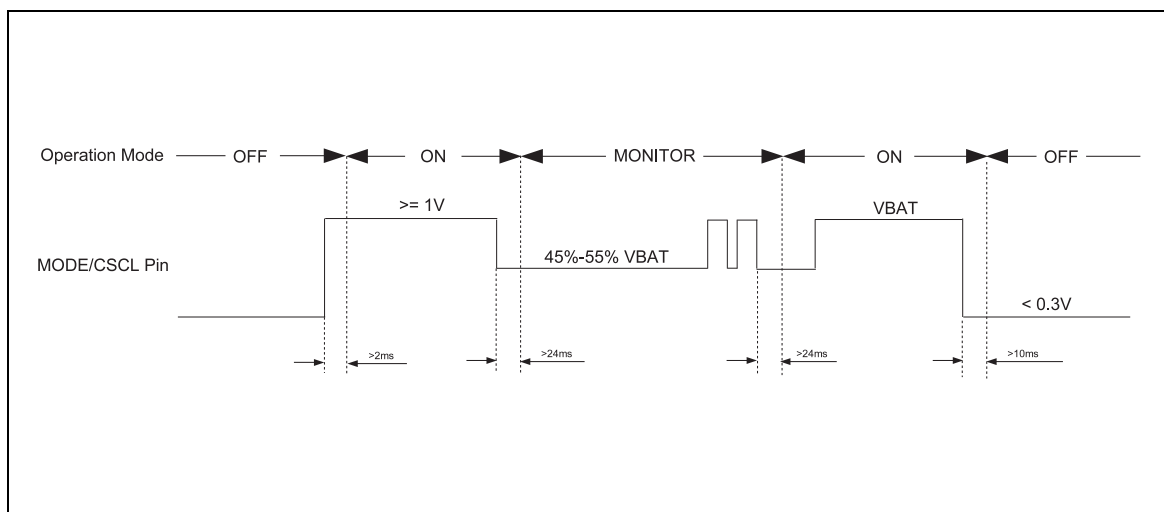 Operation Mode OFF ON MONITOR ON OFF
>= 1V VBAT
MODE/CSCL Pin 45%-55% VBAT
< 0.3V
>2ms >24ms >24ms >10ms